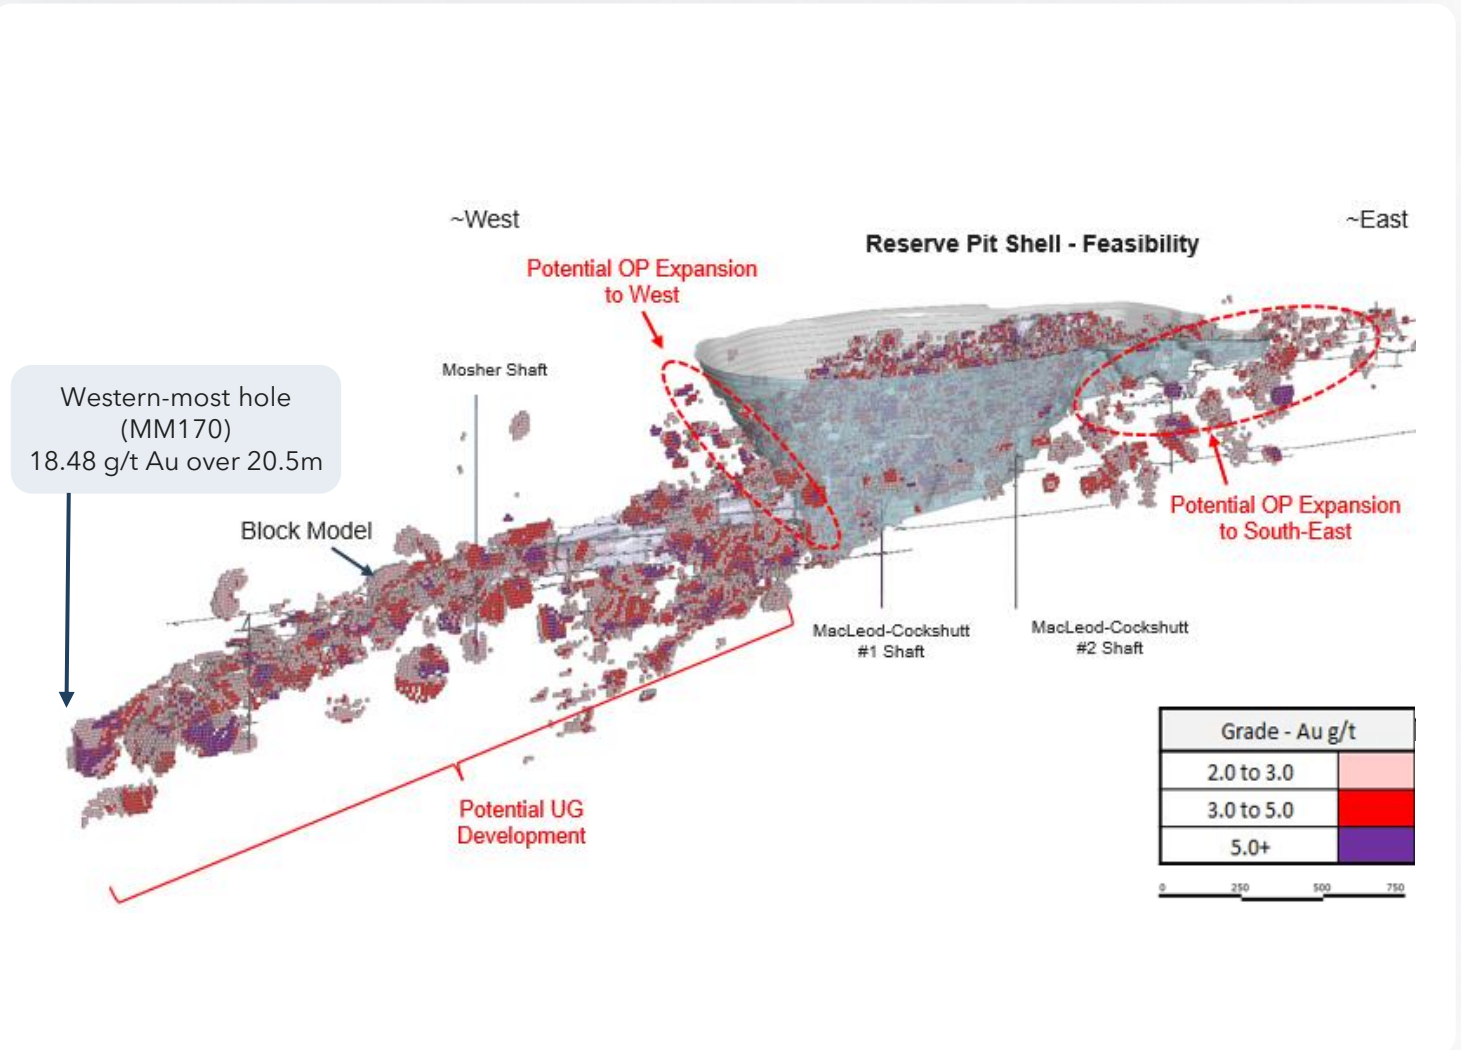 ~West
~East
Reserve Pit Shell - Feasibility
Potential OP Expansion
to West
Mosher Shaft
Western-most hole
(MM170)
18.48 g/t Au over 20.5m
Block Model
Potential OP Expansion
to South-East
MacLeod-Cockshutt
#1 Shaft
MacLeod-Cockshutt
#2 Shaft
Potential UG
Development
Grade - Au g/t
2.0 to 3.0
3.0 to 5.0
5.0+
0 250 500 750